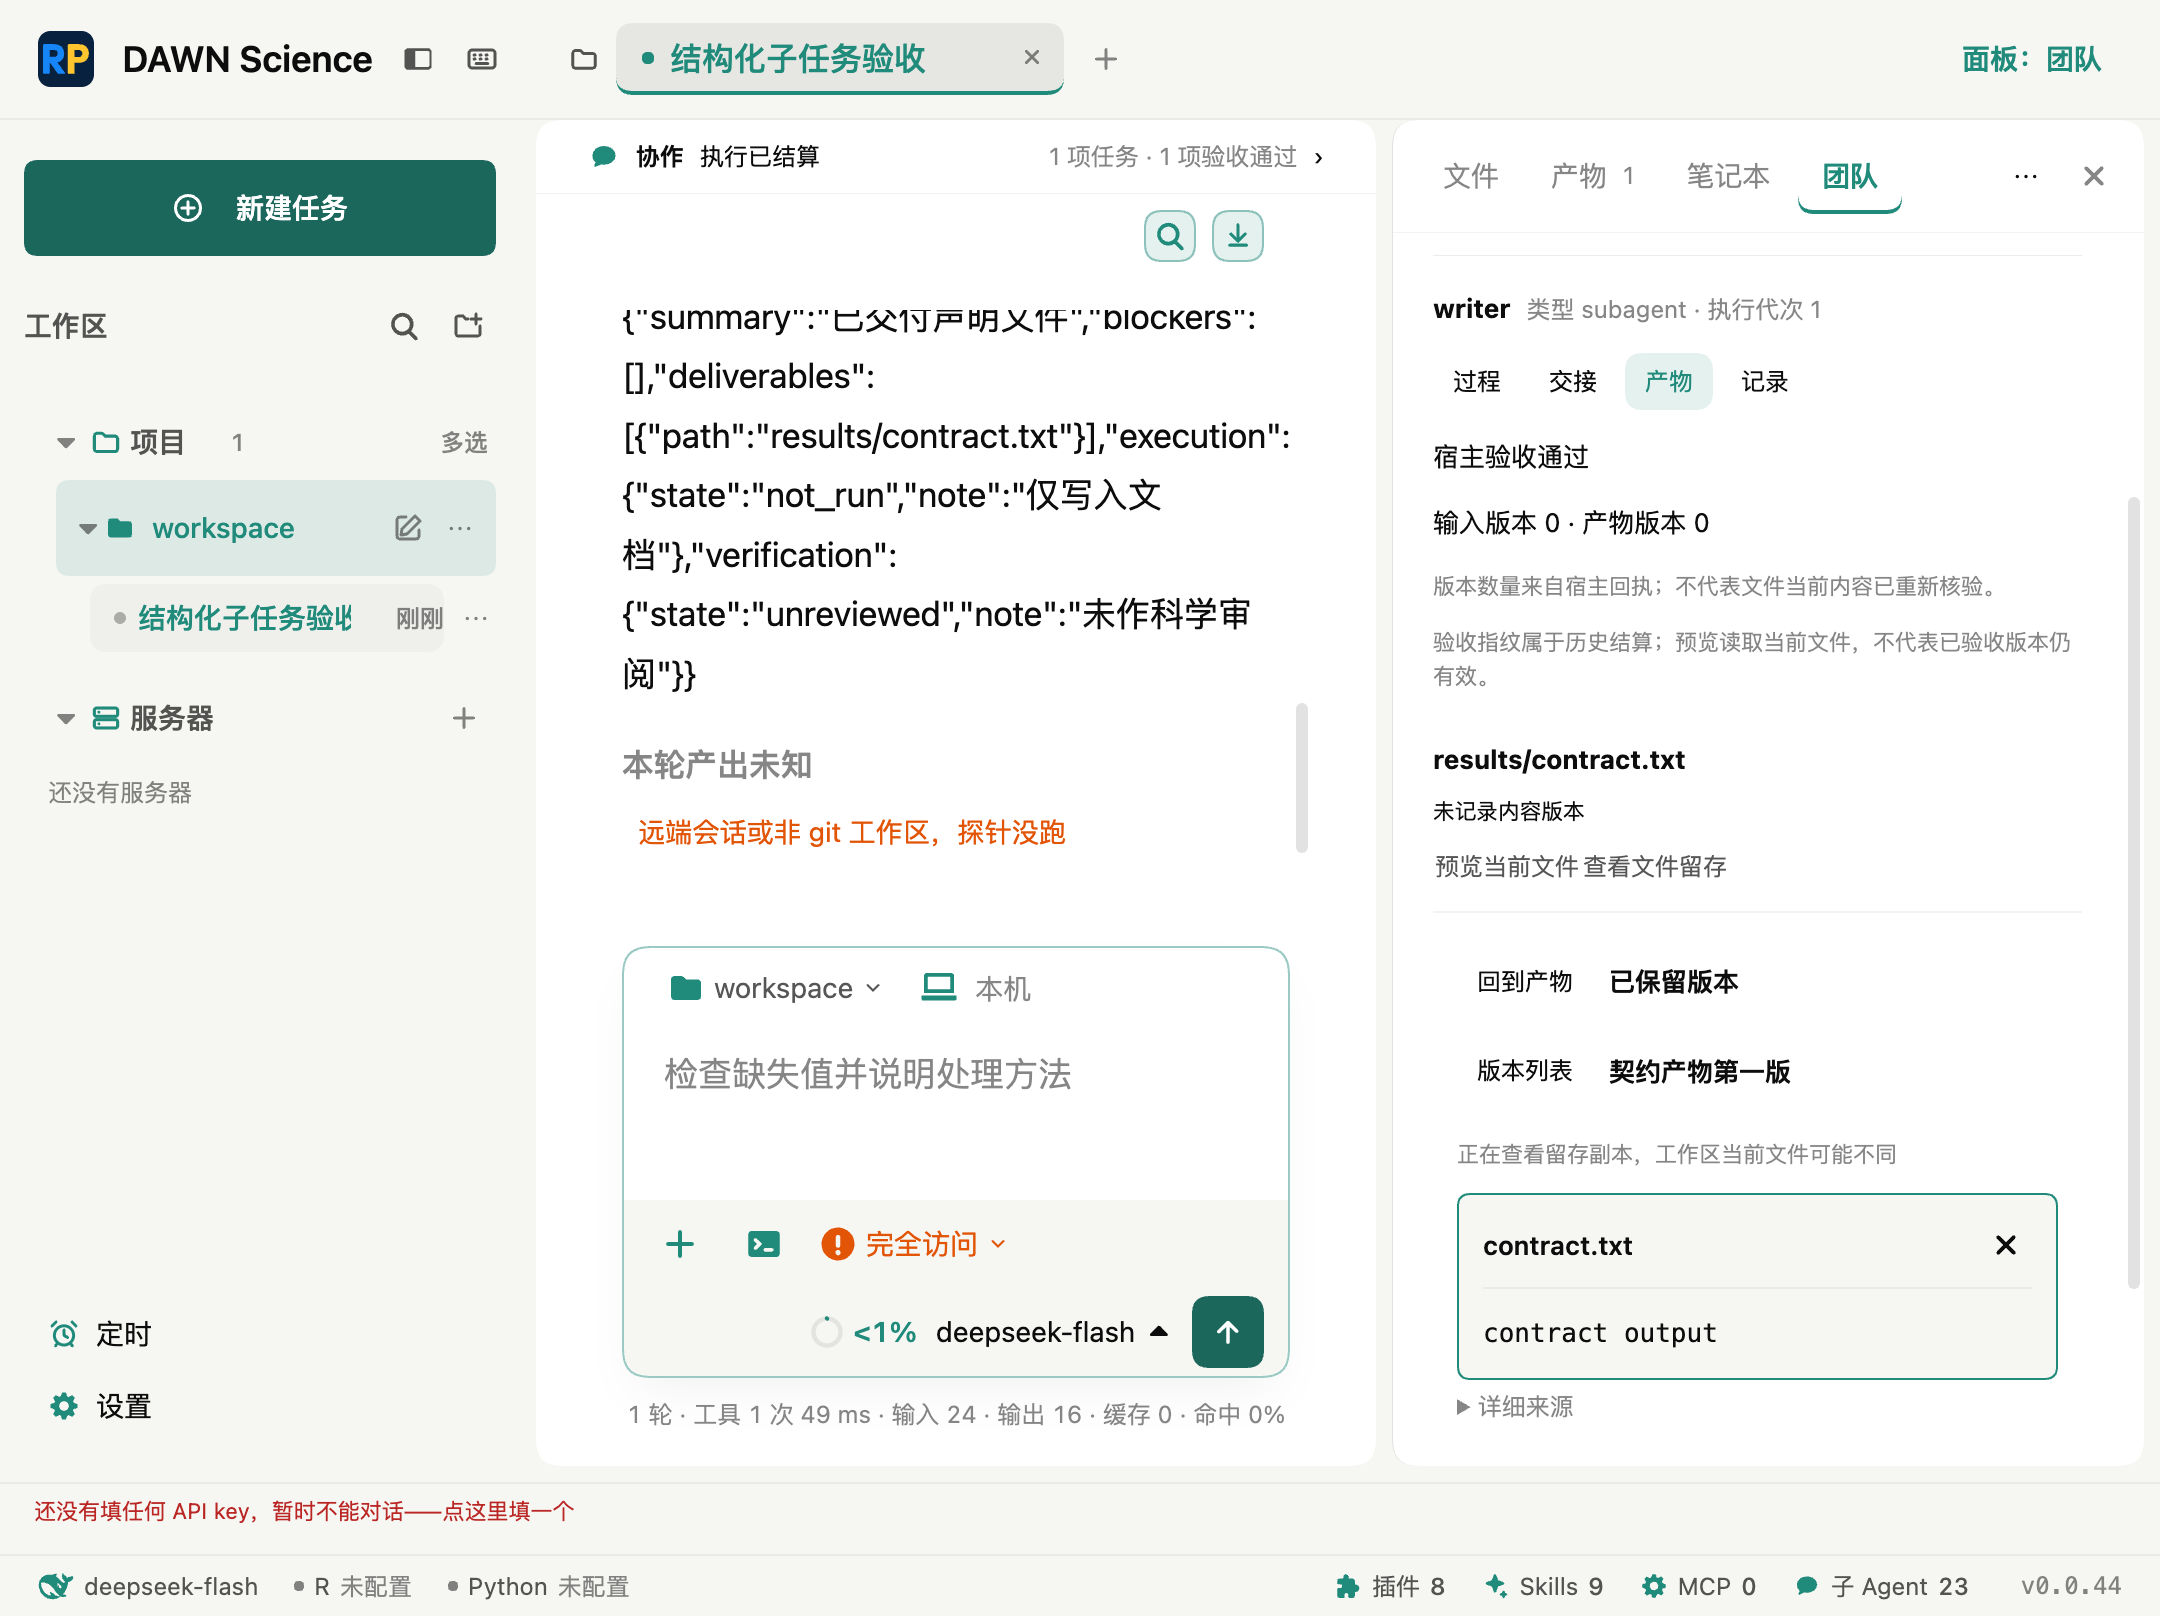 RP
DAWN Science
结构化子任务验收
面板：团队
新建任务
工作区
项目 1 多选
workspace
结构化子任务验收 刚刚
服务器
还没有服务器
定时
设置
协作 执行已结算 1 项任务 · 1 项验收通过
{"summary":"已交付声明文件","blockers":
[],"deliverables":
[{"path":"results/contract.txt"}],"execution":
{"state":"not_run","note":"仅写入文
档"},"verification":
{"state":"unreviewed","note":"未作科学审
阅"}}
本轮产出未知
远端会话或非 git 工作区，探针没跑
workspace 本机
检查缺失值并说明处理方法
完全访问
<1% deepseek-flash
1 轮 · 工具 1 次 49 ms · 输入 24 · 输出 16 · 缓存 0 · 命中 0%
文件 产物 1 笔记本 团队
writer 类型 subagent · 执行代次 1
过程 交接 产物 记录
宿主验收通过
输入版本 0 · 产物版本 0
版本数量来自宿主回执；不代表文件当前内容已重新核验。
验收指纹属于历史结算；预览读取当前文件，不代表已验收版本仍
有效。
results/contract.txt
未记录内容版本
预览当前文件 查看文件留存
回到产物 已保留版本
版本列表 契约产物第一版
正在查看留存副本，工作区当前文件可能不同
contract.txt
contract output
详细来源
还没有填任何 API key，暂时不能对话——点这里填一个
deepseek-flash R 未配置 Python 未配置
插件 8 Skills 9 MCP 0 子 Agent 23 v0.0.44